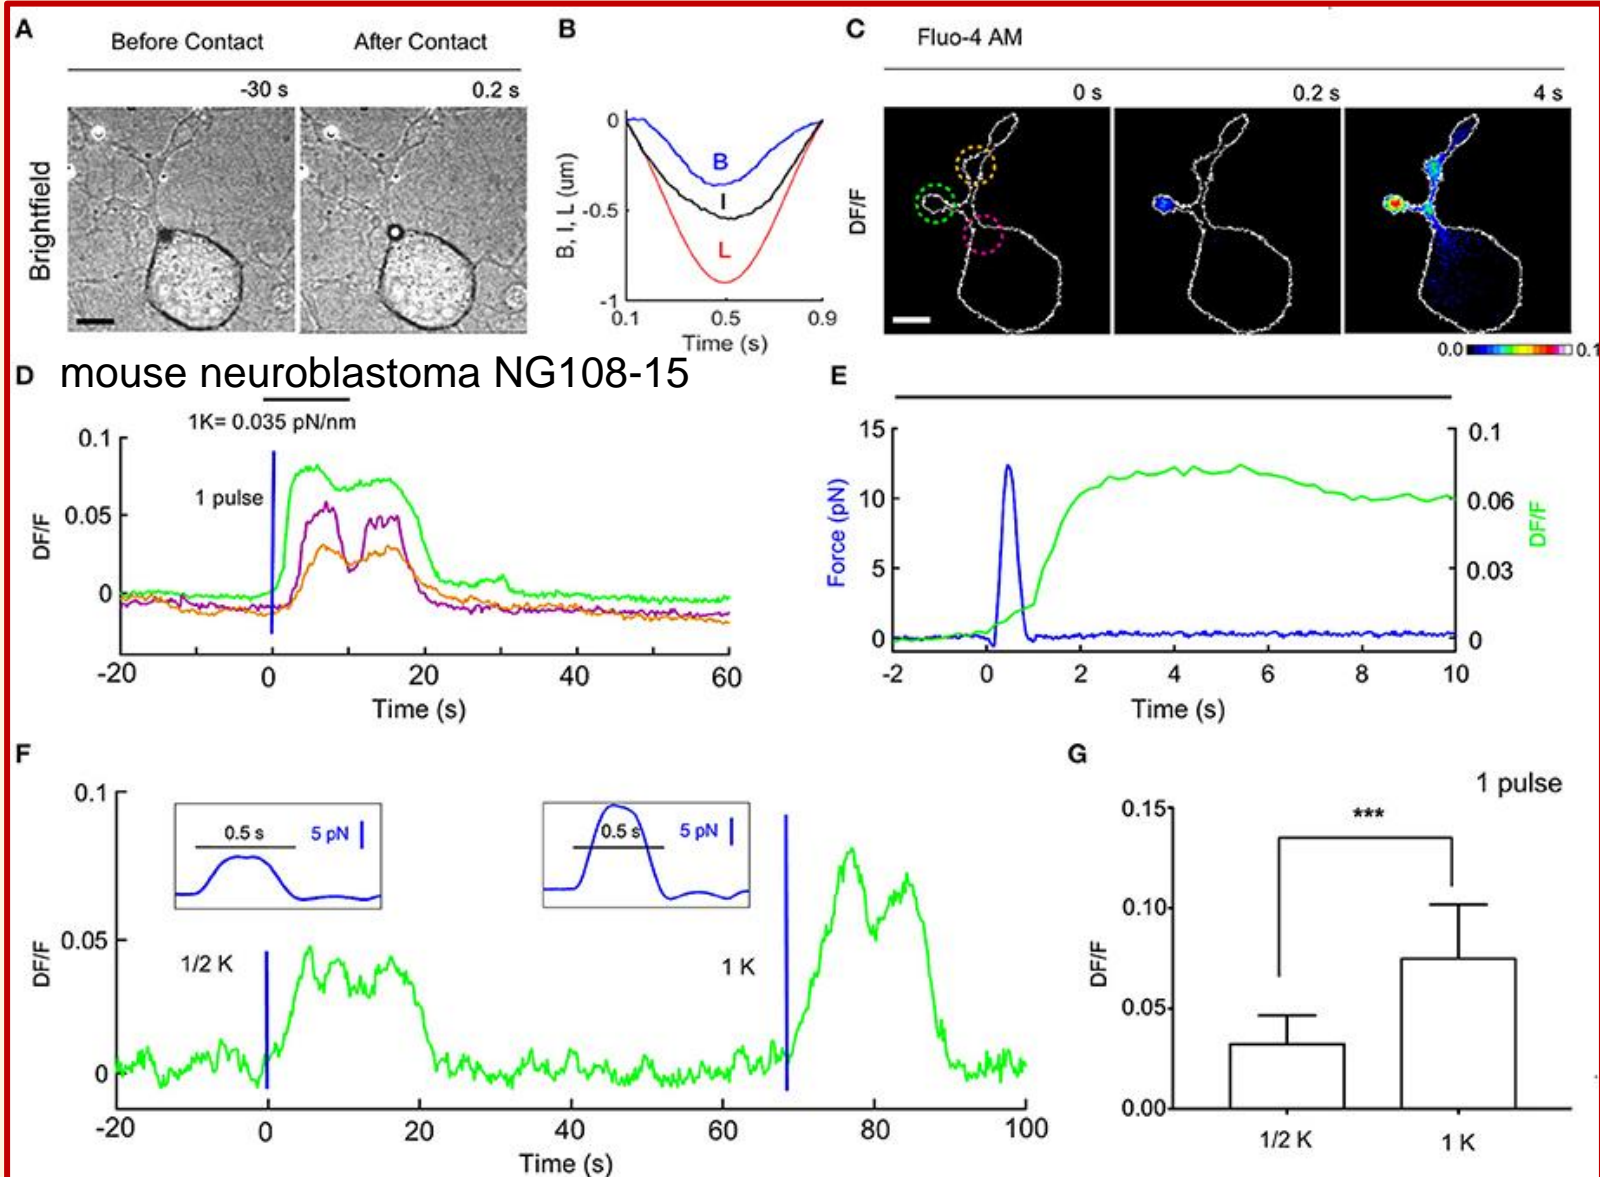 A
Before Contact
After Contact
-30 s
0.2 s
Brightfield
B
B, I, L (um)
0
-0.5
-1
B
I
L
0.1
0.5
0.9
Time (s)
C
Fluo-4 AM
0 s
0.2 s
4 s
DF/F
0.0
0.1
D
mouse neuroblastoma NG108-15
1K= 0.035 pN/nm
1 pulse
DF/F
0.1
0.05
0
-20
0
20
40
60
Time (s)
E
Force (pN)
15
10
5
0
0.1
0.06
0.03
0
DF/F
-2
0
2
4
6
8
10
Time (s)
F
DF/F
0.1
0.05
0
0.5 s
5 pN
1/2 K
0.5 s
5 pN
1 K
-20
0
20
40
60
80
100
Time (s)
G
1 pulse
***
DF/F
0.15
0.10
0.05
0.00
1/2 K
1 K